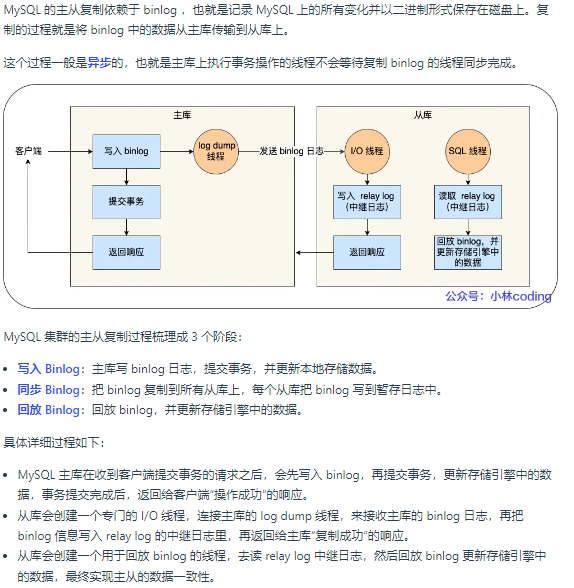 MySQL 的主从复制依赖于 binlog ，也就是记录 MySQL 上的所有变化并以二进制形式保存在磁盘上。复
制的过程就是将 binlog 中的数据从主库传输到从库上。
这个过程一般是异步的，也就是主库上执行事务操作的线程不会等待复制 binlog 的线程同步完成。
主库
客户端
写入 binlog
log dump
线程
发送 binlog 日志
提交事务
返回响应
从库
I/O 线程
SQL 线程
写入 relay log
（中继日志）
读取 relay log
（中继日志）
返回响应
回放 binlog，并
更新存储引擎中
的数据
公众号：小林coding
MySQL 集群的主从复制过程梳理成 3 个阶段：
• 写入 Binlog：主库写 binlog 日志，提交事务，并更新本地存储数据。
• 同步 Binlog：把 binlog 复制到所有从库上，每个从库把 binlog 写到暂存日志中。
• 回放 Binlog：回放 binlog，并更新存储引擎中的数据。
具体详细过程如下：
• MySQL 主库在收到客户端提交事务的请求之后，会先写入 binlog，再提交事务，更新存储引擎中的数
据，事务提交完成后，返回给客户端“操作成功”的响应。
• 从库会创建一个专门的 I/O 线程，连接主库的 log dump 线程，来接收主库的 binlog 日志，再把
binlog 信息写入 relay log 的中继日志里，再返回给主库“复制成功”的响应。
• 从库会创建一个用于回放 binlog 的线程，去读 relay log 中继日志，然后回放 binlog 更新存储引擎中
的数据，最终实现主从的数据一致性。